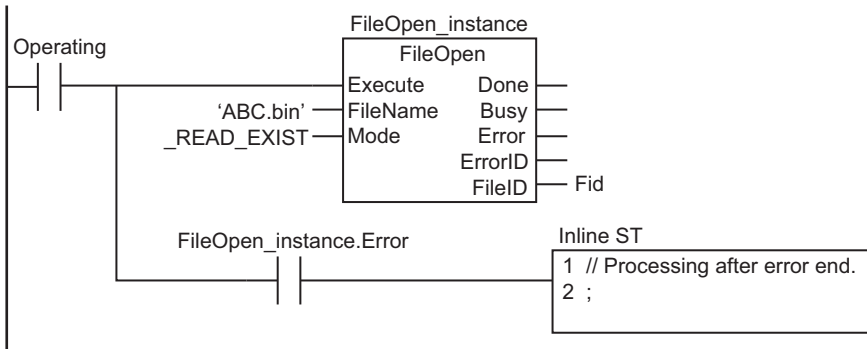 FileOpen_instance
Operating
FileOpen
Execute Done
‘ABC.bin’ FileName Busy
_READ_EXIST Mode Error
ErrorID
FileID Fid
FileOpen_instance.Error
Inline ST
1 // Processing after error end.
2 ;